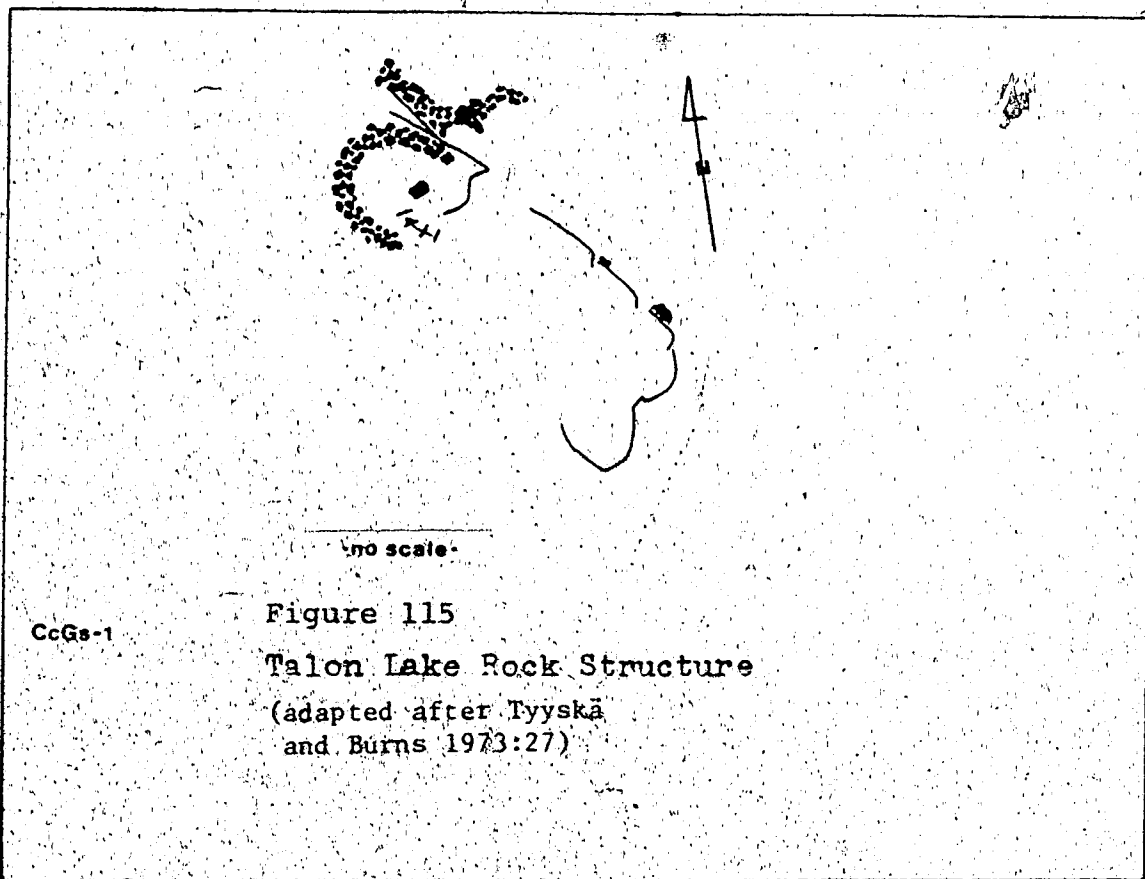 -no scale-
CcGs-1
Figure 115
Talon Lake Rock Structure
(adapted after Tyyskä
and Burns 1973:27)